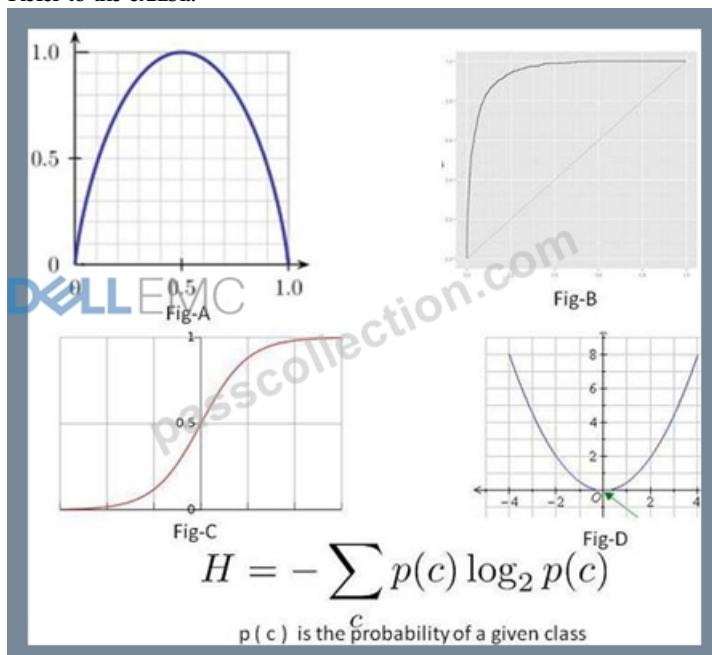 Refer to the exhibit.
1.0
0.5
0
0 0.5 1.0
DELL EMC
Fig-A
Fig-B
passcollection.com
1
0.5
0
Fig-C
8
6
4
2
-4 -2 O 2 4
Fig-D
H = - ∑ p(c) log₂ p(c)
c
p ( c ) is the probability of a given class